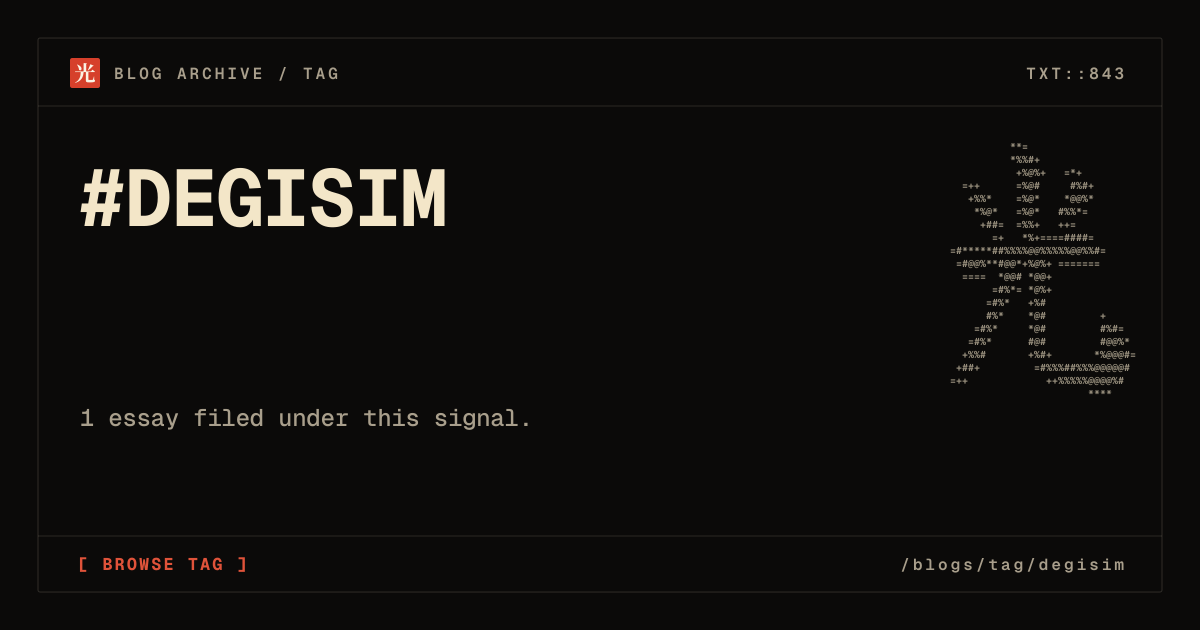 光 BLOG ARCHIVE / TAG
TXT::843
#DEGISIM
1 essay filed under this signal.
[ BROWSE TAG ]
/blogs/tag/degisim